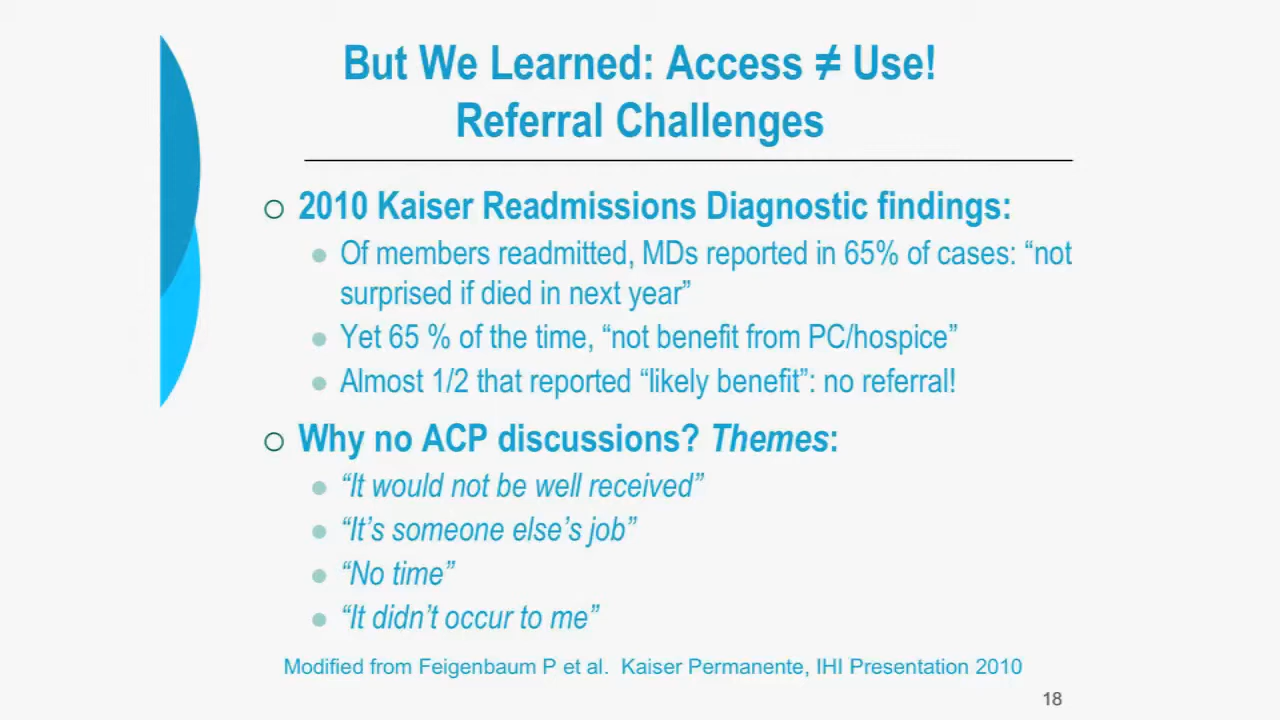 But We Learned: Access ≠ Use!
Referral Challenges
2010 Kaiser Readmissions Diagnostic findings:
Of members readmitted, MDs reported in 65% of cases: “not
surprised if died in next year”
Yet 65 % of the time, “not benefit from PC/hospice”
Almost 1/2 that reported “likely benefit”: no referral!
Why no ACP discussions? Themes:
“It would not be well received”
“It’s someone else’s job”
“No time”
“It didn’t occur to me”
Modified from Feigenbaum P et al.  Kaiser Permanente, IHI Presentation 2010
18